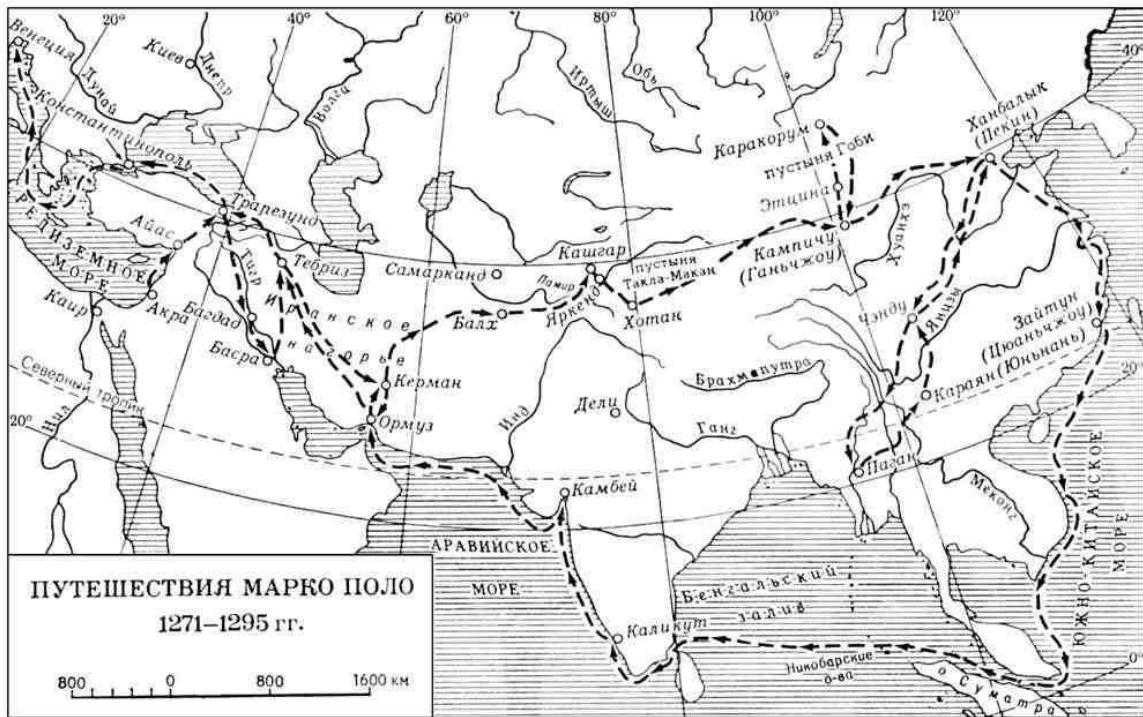 20°
40°
60°
80°
100°
120°
40°
Венеция
Киев
Днепр
Дунай
Волга
Иртыш
Обь
Константинополь
Каракорум
пустыня Гоби
Ханбалык
(Пекин)
Этцина
Трапезунд
Айас
СРЕДИЗЕМНОЕ
МОРЕ
Тигр
Тебриз
Самарканд
Кашгар
Памир
Яркенд
пустыня
Такла-Макан
Хотан
Кампичу
(Ганьчжоу)
Хуанхэ
Каир
Акра
Багдад
Басра
Иранское
нагорье
Балх
Чэнду
Янцзы
Зайтун
(Цюаньчжоу)
Караян (Юньнань)
Северный тропик
Нил
Керман
Ормуз
Инд
Дели
Брахмапутра
Ганг
20°
20°
Паган
Меконг
Камбей
АРАВИЙСКОЕ
МОРЕ
Бенгальский
залив
ЮЖНО-КИТАЙСКОЕ
МОРЕ
Каликут
Никобарские
о-ва
о Суматра
0°
ПУТЕШЕСТВИЯ МАРКО ПОЛО
1271–1295 гг.
800 0 800 1600 км